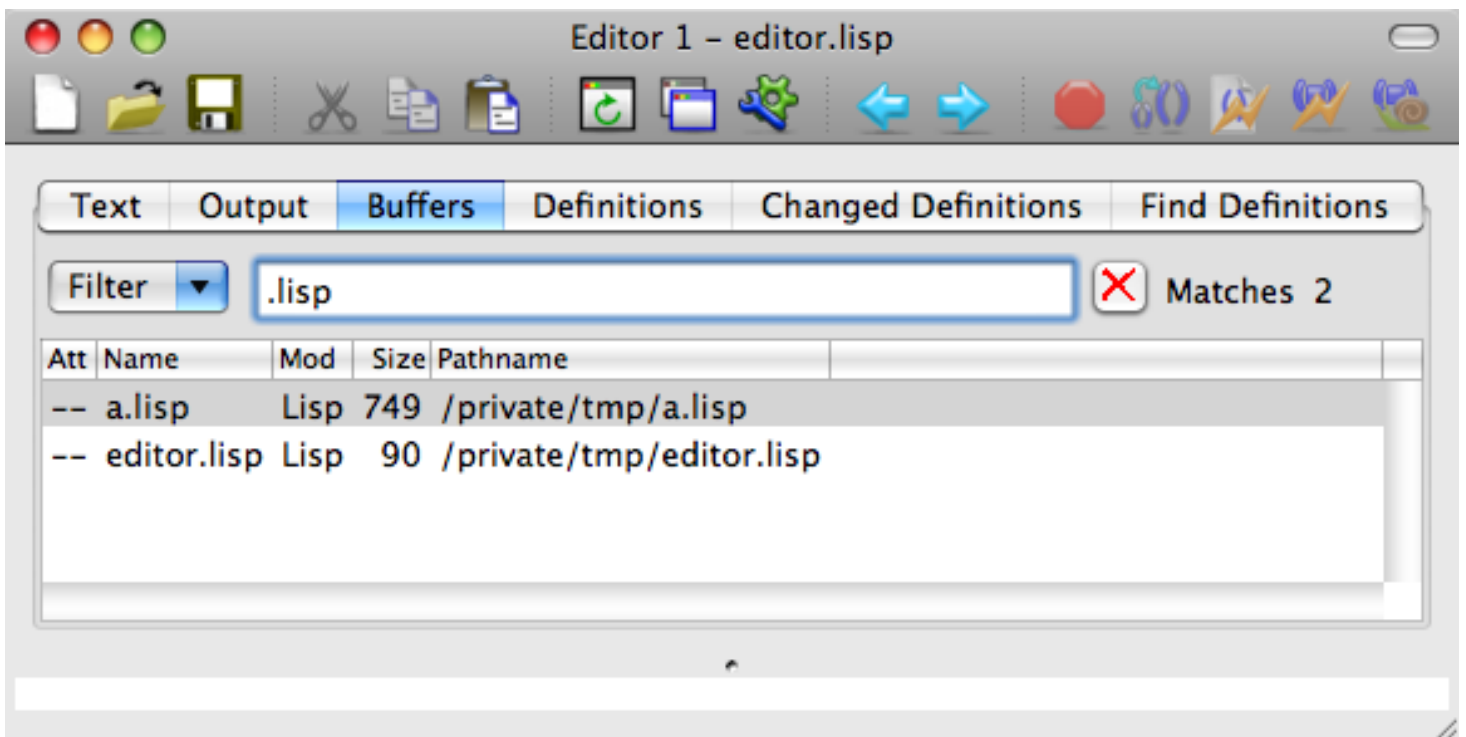 Editor 1 – editor.lisp
Text Output Buffers Definitions Changed Definitions Find Definitions
Filter .lisp Matches 2
Att Name Mod Size Pathname
-- a.lisp Lisp 749 /private/tmp/a.lisp
-- editor.lisp Lisp 90 /private/tmp/editor.lisp